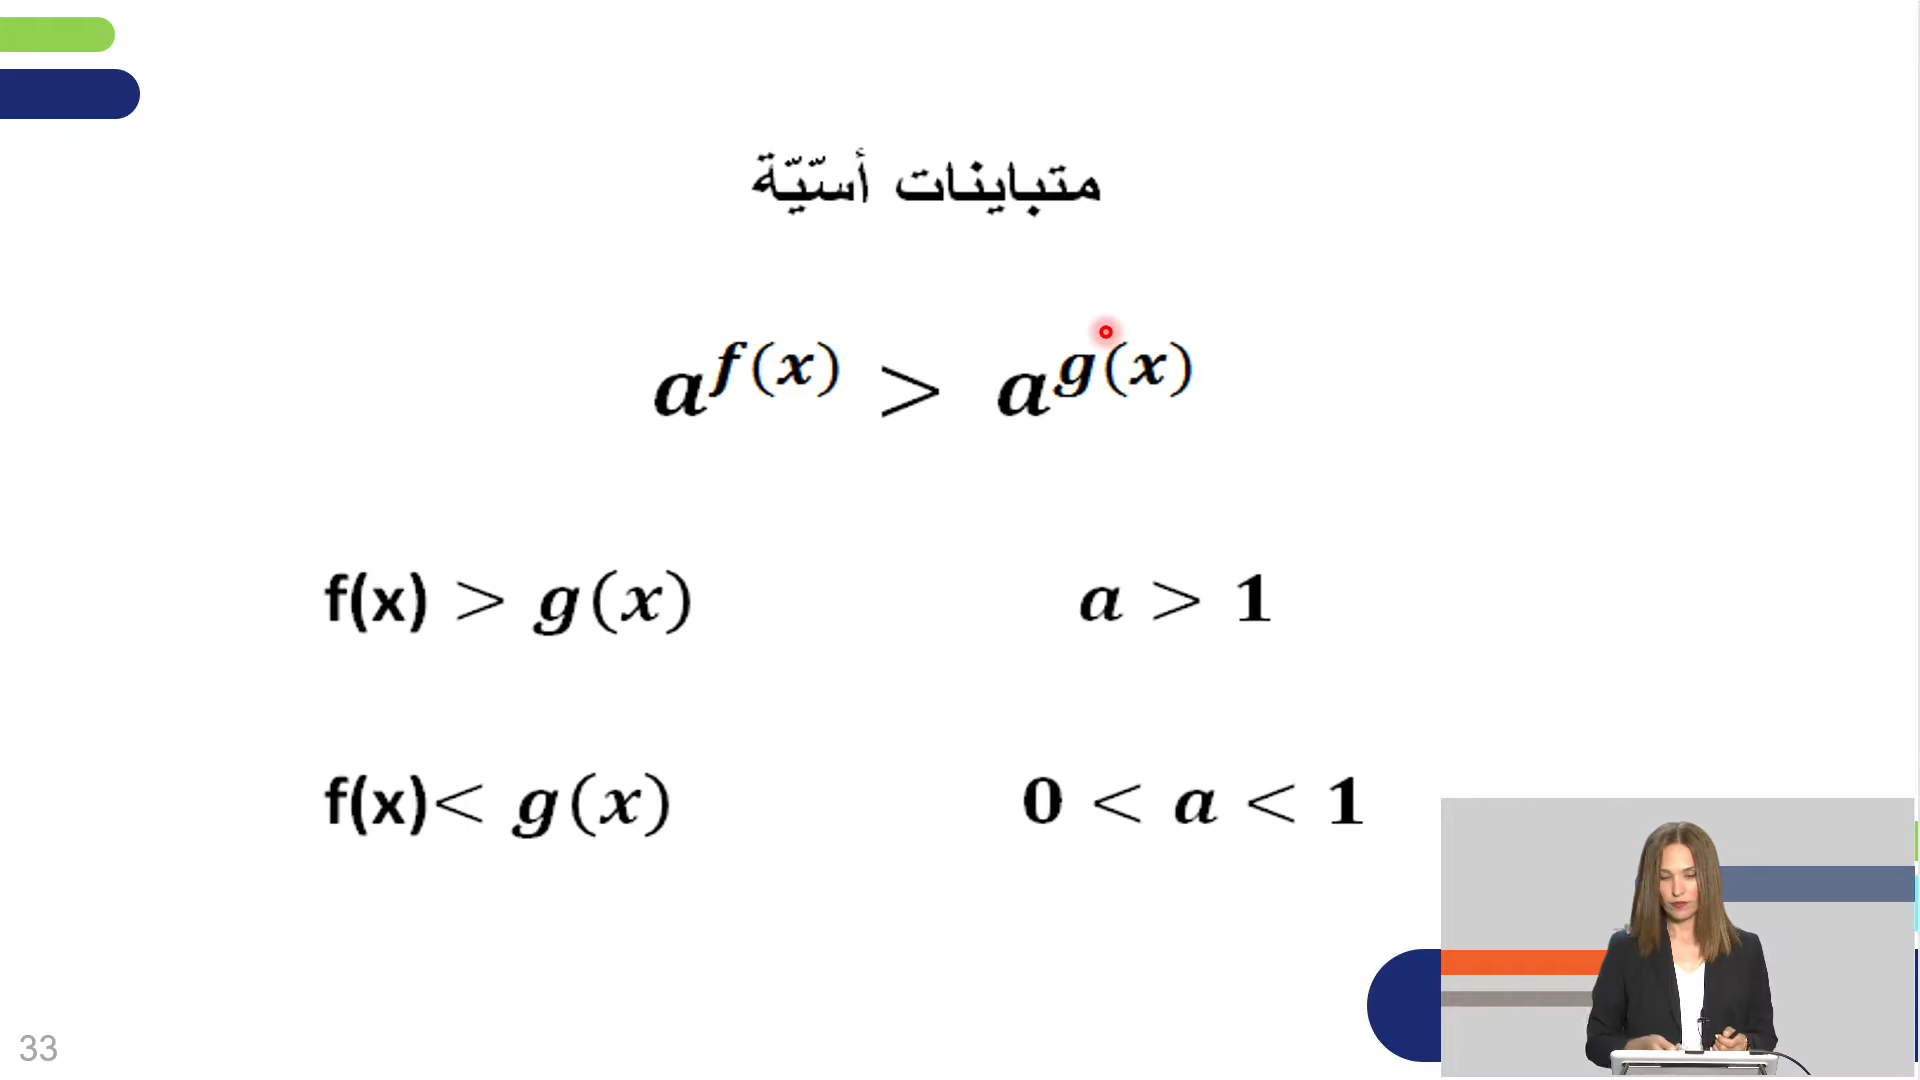 متباينات أسّيّة
a^{f(x)} > a^{g(x)}
f(x) > g(x) a > 1
f(x)< g(x) 0 < a < 1
33